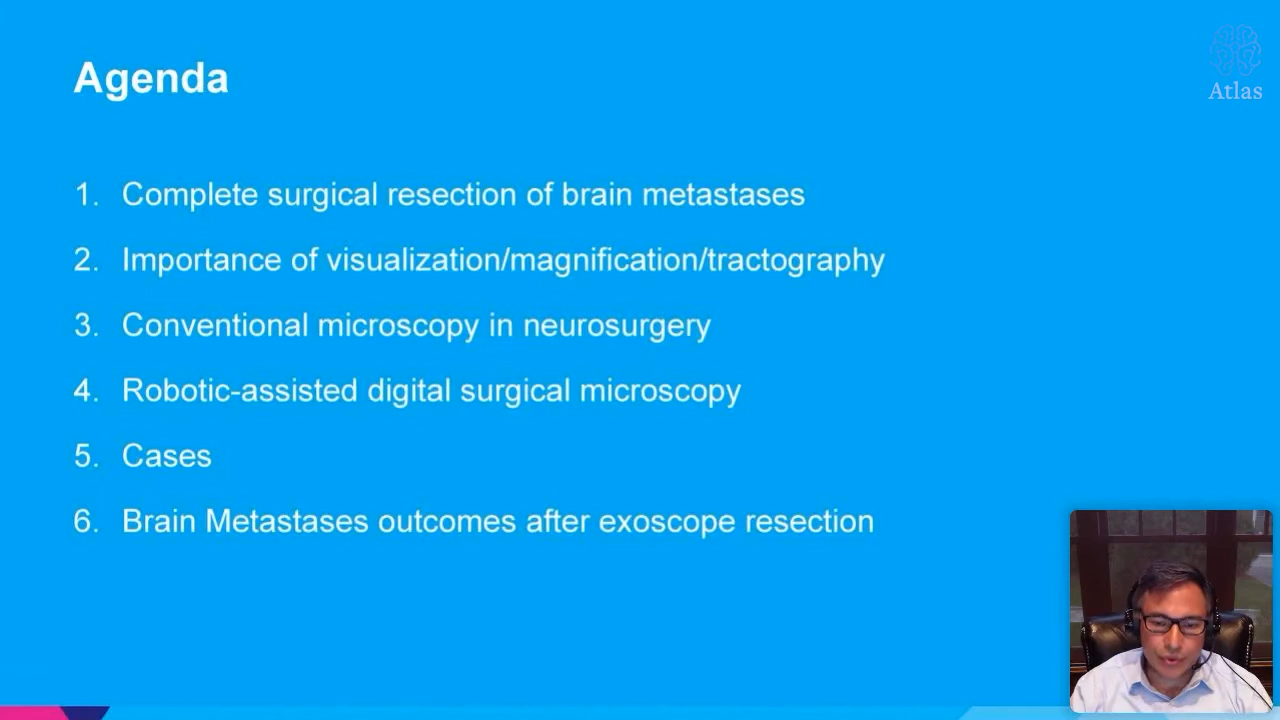 Agenda
Atlas
1. Complete surgical resection of brain metastases
2. Importance of visualization/magnification/tractography
3. Conventional microscopy in neurosurgery
4. Robotic-assisted digital surgical microscopy
5. Cases
6. Brain Metastases outcomes after exoscope resection